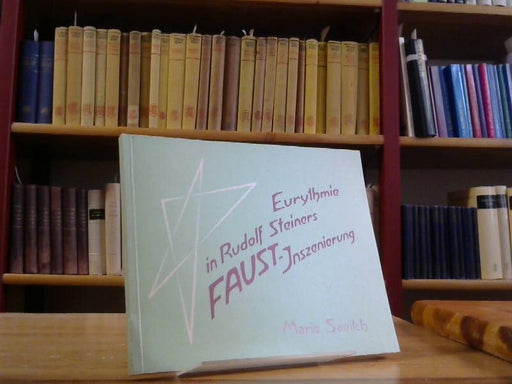 Eurythmie
in Rudolf Steiners
FAUST-Inszenierung
Marie Savitch